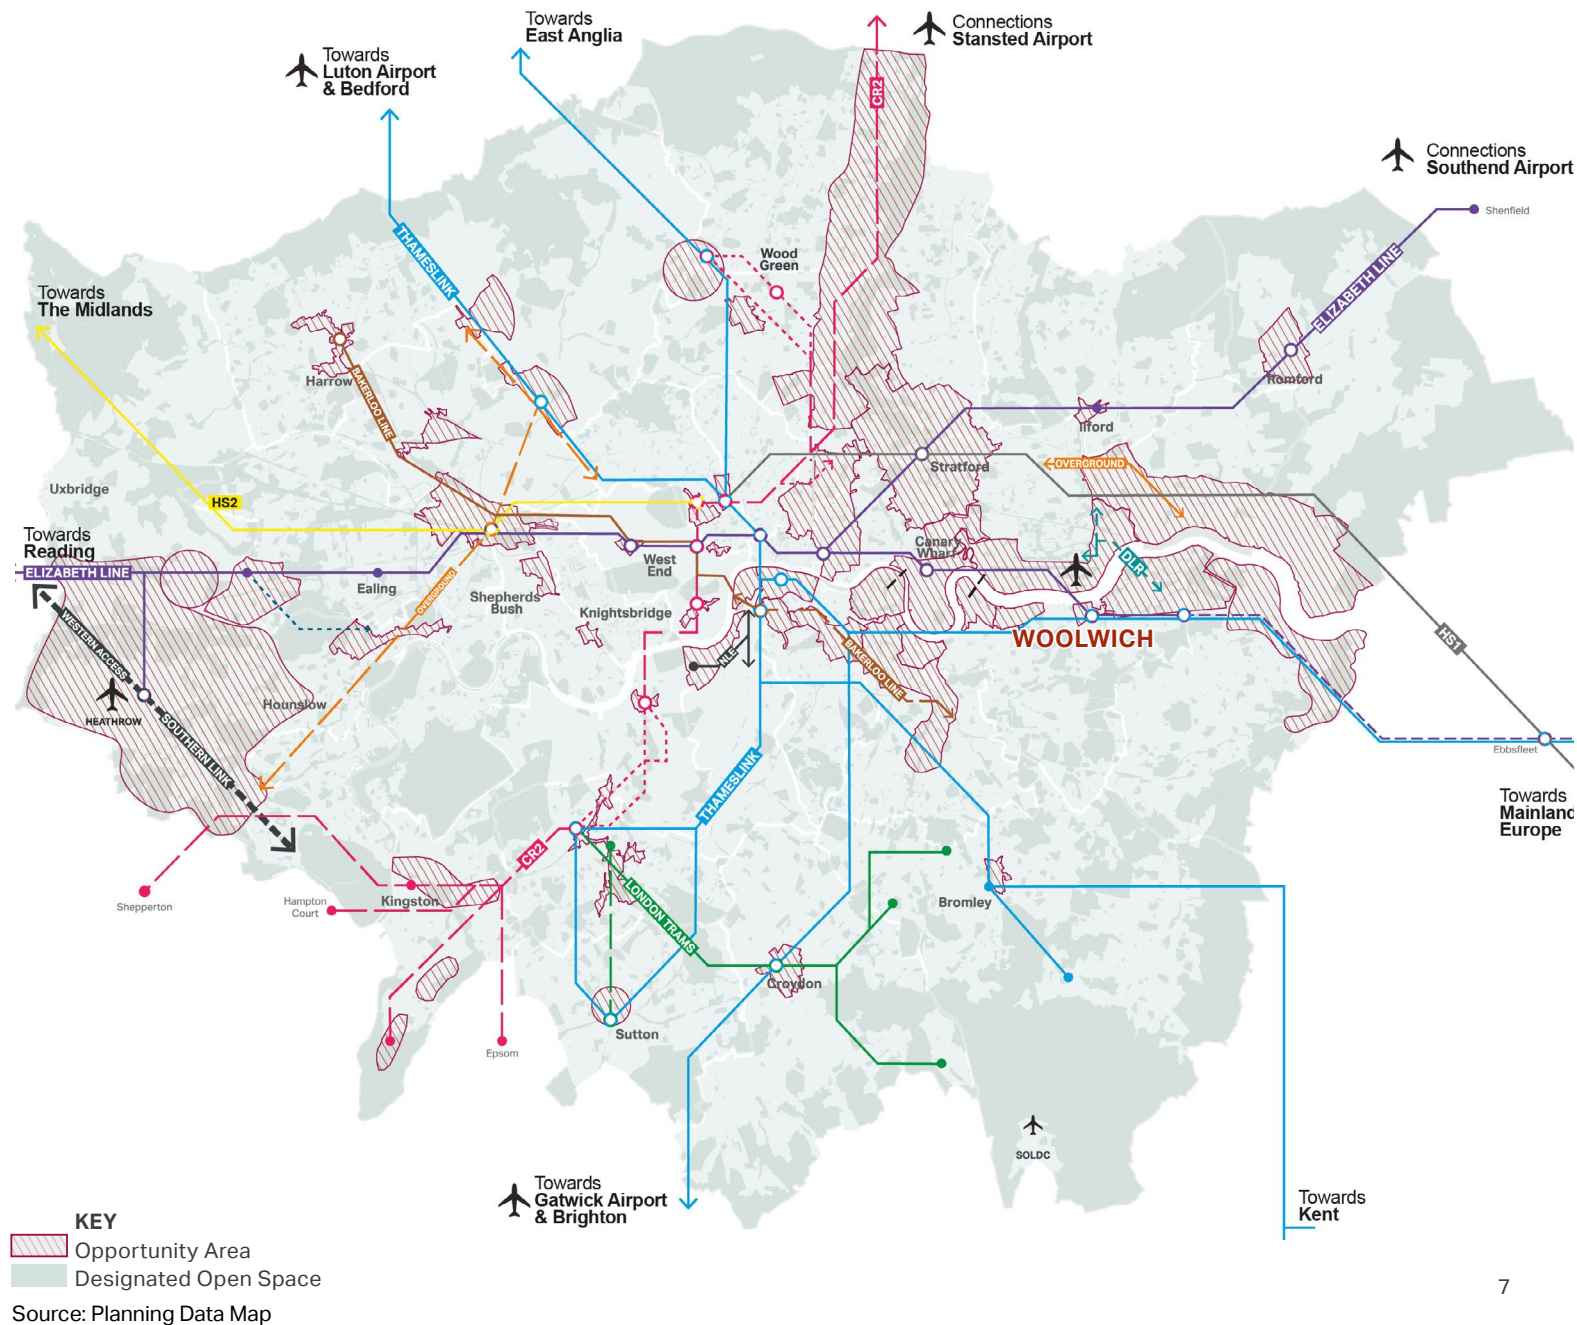 Towards
East Anglia
Connections
Stansted Airport
Towards
Luton Airport
& Bedford
CR2
Connections
Southend Airport
Shenfield
THAMESLINK
Wood
Green
ELIZABETH LINE
Towards
The Midlands
Harrow
BAKERLOO LINE
Romford
Ilford
Uxbridge
HS2
Stratford
OVERGROUND
Towards
Reading
ELIZABETH LINE
West
End
Canary
Wharf
DLR
Ealing
OVERGROUND
Shepherds
Bush
Knightsbridge
WOOLWICH
WESTERN ACCESS
NLE
BAKERLOO LINE
HS1
HEATHROW
Hounslow
SOUTHERN LINK
Ebbsfleet
THAMESLINK
Towards
Mainland
Europe
CR2
Shepperton
Hampton
Court
Kingston
LONDON TRAMS
Bromley
Croydon
Sutton
Epsom
SOLDC
Towards
Gatwick Airport
& Brighton
Towards
Kent
KEY
Opportunity Area
Designated Open Space
7
Source: Planning Data Map